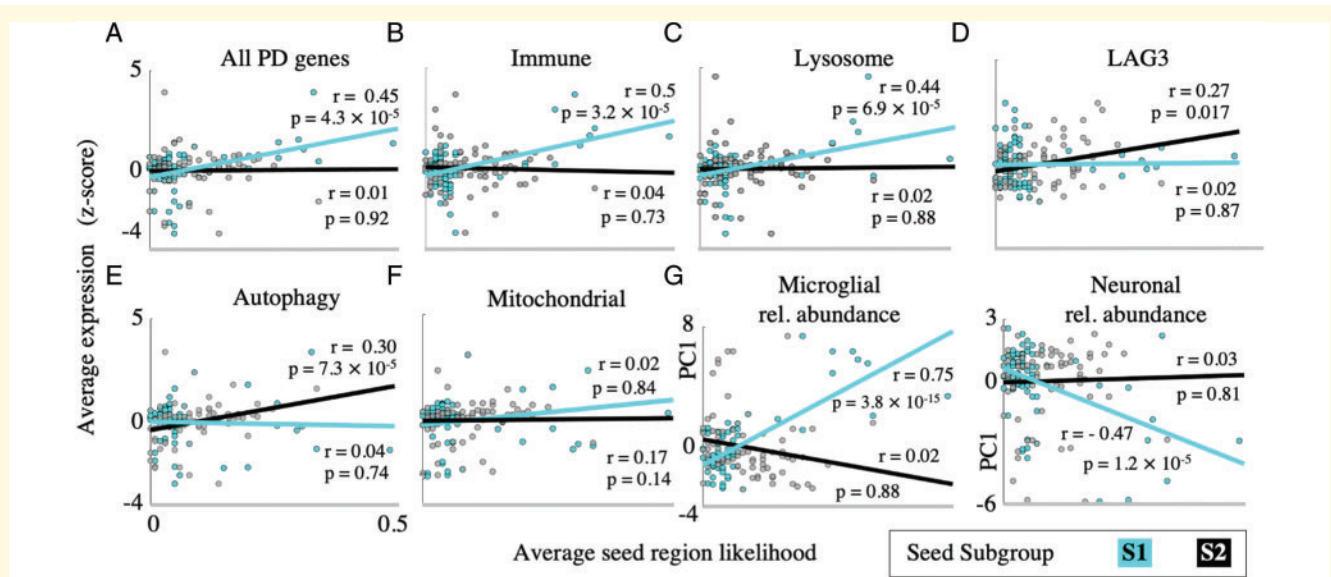 A
All PD genes
5
0
-4
r = 0.45
p = 4.3 × 10-5
r = 0.01
p = 0.92
B
Immune
r = 0.5
p = 3.2 × 10-5
r = 0.04
p = 0.73
C
Lysosome
r = 0.44
p = 6.9 × 10-5
r = 0.02
p = 0.88
D
LAG3
r = 0.27
p = 0.017
r = 0.02
p = 0.87
Average expression (z-score)
E
Autophagy
5
0
-4
0
0.5
r = 0.30
p = 7.3 × 10-5
r = 0.04
p = 0.74
F
Mitochondrial
r = 0.02
p = 0.84
r = 0.17
p = 0.14
G
Microglial
rel. abundance
8
PC1
0
-4
r = 0.75
p = 3.8 × 10-15
r = 0.02
p = 0.88
Neuronal
rel. abundance
3
0
PC1
-6
r = 0.03
p = 0.81
r = - 0.47
p = 1.2 × 10-5
Average seed region likelihood
Seed Subgroup S1 S2